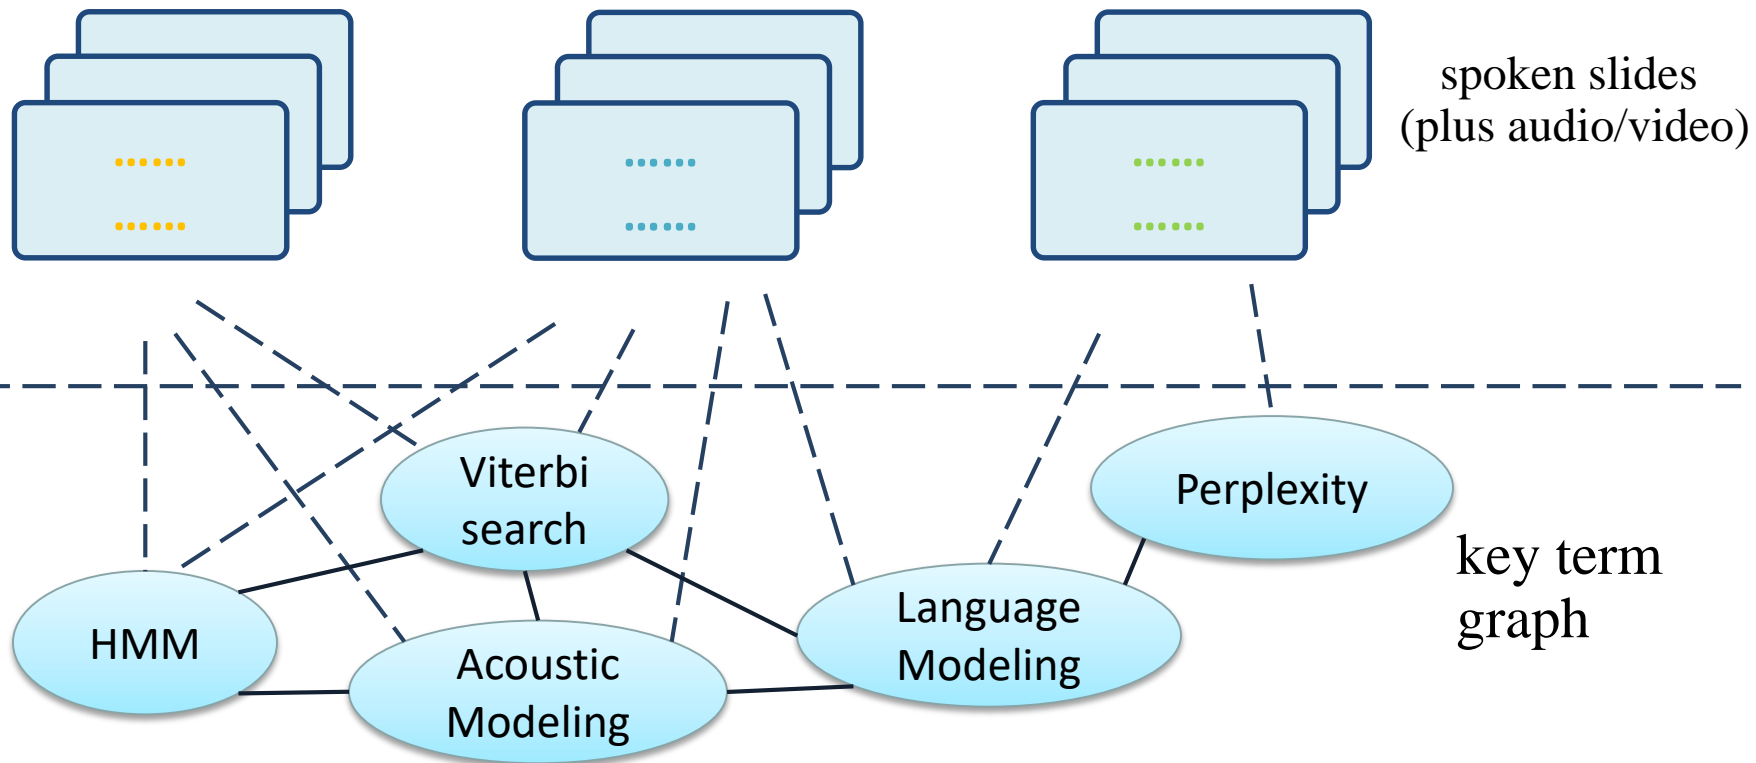 spoken slides
(plus audio/video)
Viterbi
search
Perplexity
key term
graph
HMM
Acoustic
Modeling
Language
Modeling